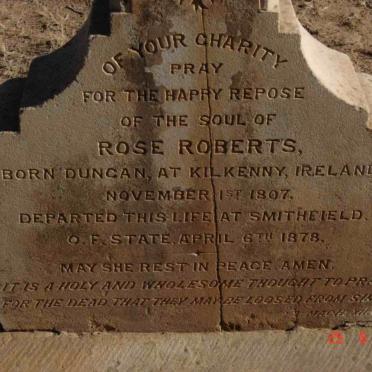 OF YOUR CHARITY
PRAY
FOR THE HAPPY REPOSE
OF THE SOUL OF
ROSE ROBERTS,
BORN DUNCAN, AT KILKENNY, IRELAND
NOVEMBER 1ST 1807.
DEPARTED THIS LIFE AT SMITHFIELD.
O.F. STATE, APRIL 6TH 1878.
MAY SHE REST IN PEACE. AMEN.
IT IS A HOLY AND WHOLESOME THOUGHT TO PR
FOR THE DEAD THAT THEY MAY BE LOOSED FROM